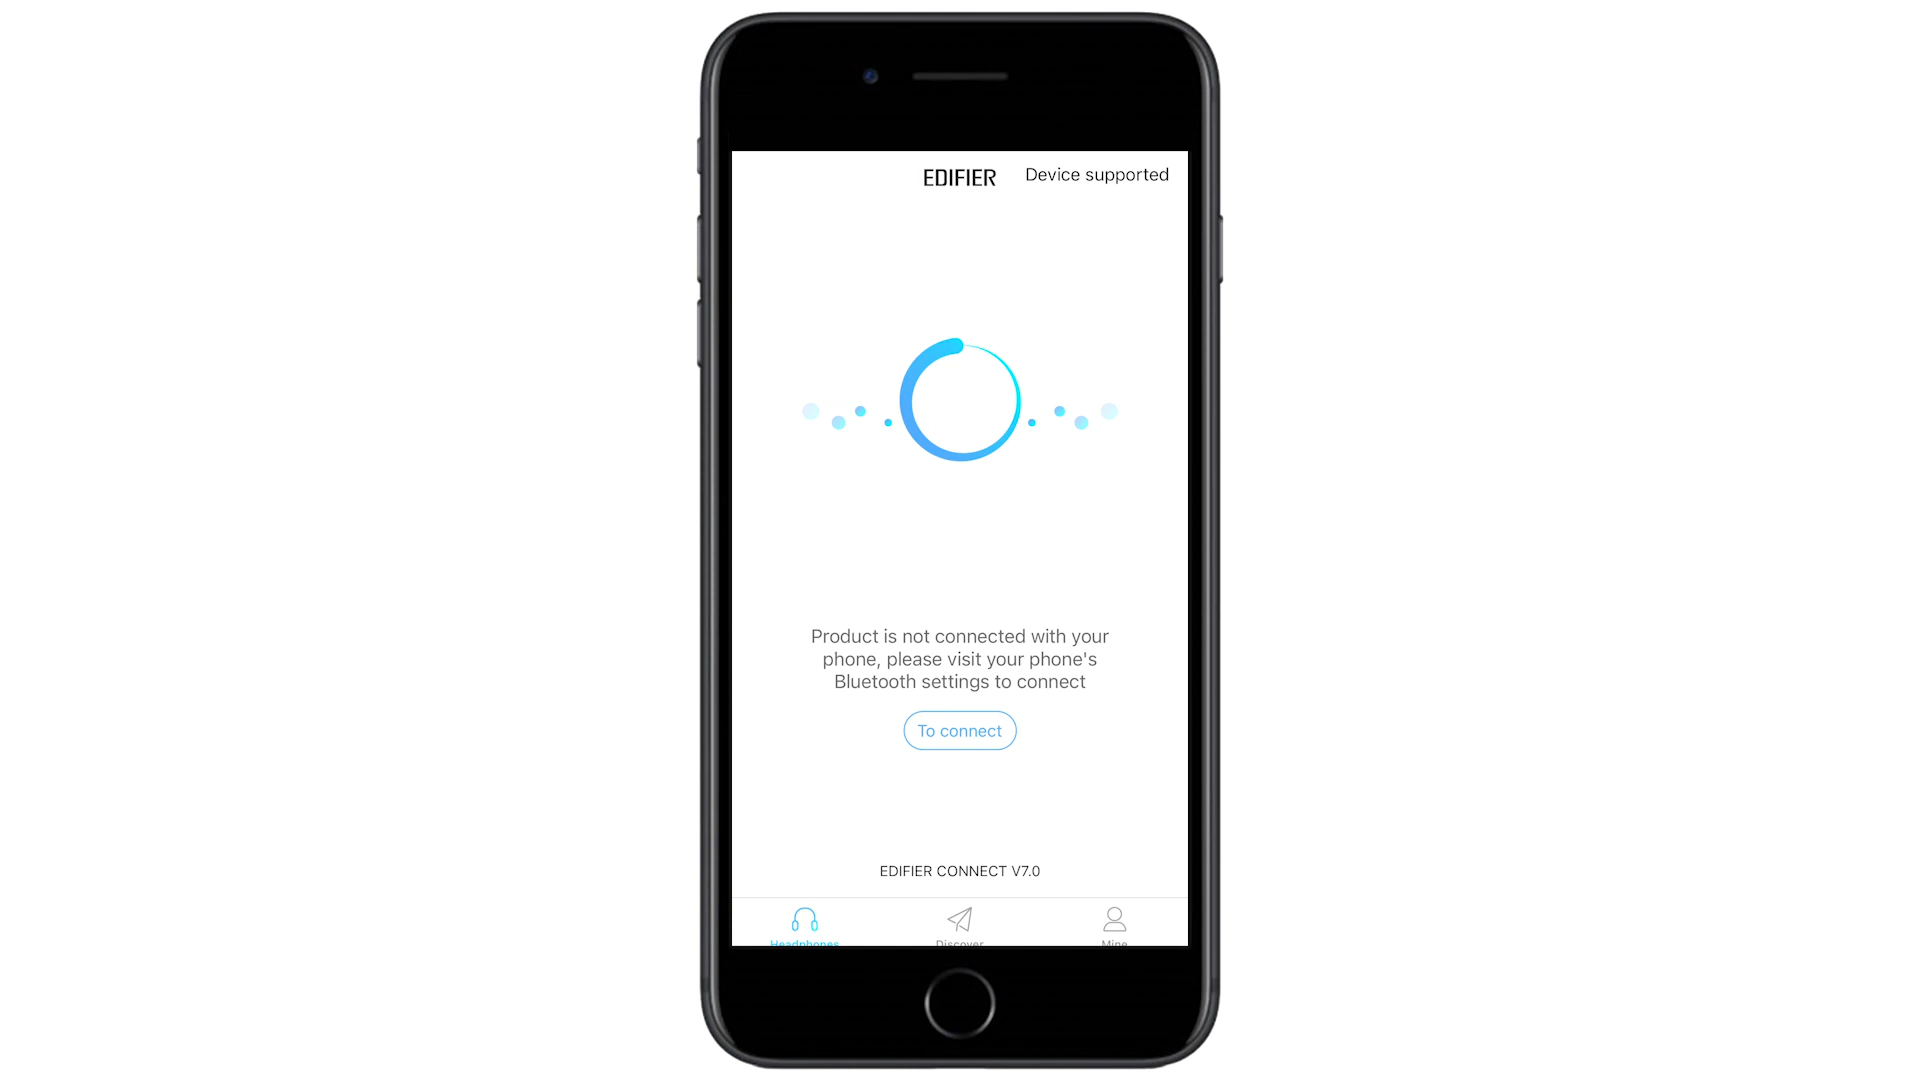 EDIFIER
Device supported
Product is not connected with your
phone, please visit your phone's
Bluetooth settings to connect
To connect
EDIFIER CONNECT V7.0
Headphones
Discover
Mine